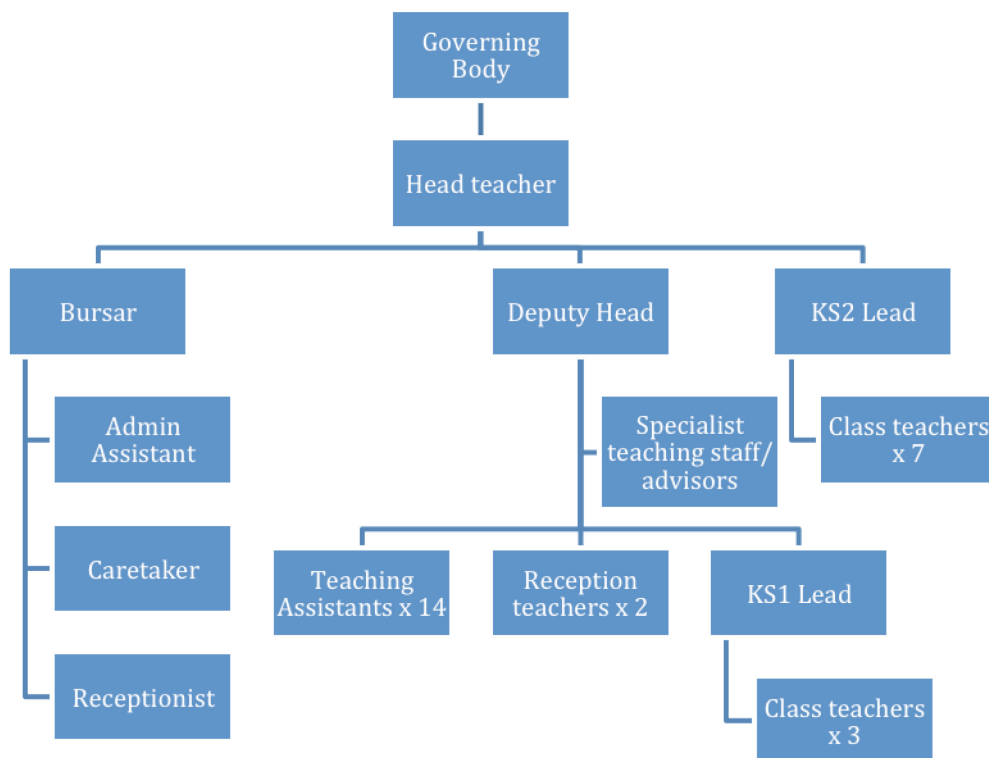 Governing
Body
Head teacher
Bursar
Deputy Head
KS2 Lead
Admin
Assistant
Specialist
teaching staff/
advisors
Class teachers
x 7
Caretaker
Teaching
Assistants x 14
Reception
teachers x 2
KS1 Lead
Receptionist
Class teachers
x 3